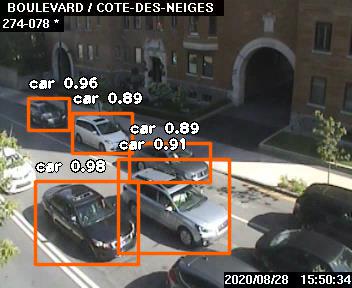 BOULEVARD / COTE-DES-NEIGES
274-078 *
car 0.96
car 0.89
car 0.89
car 0.91
car 0.98
2020/08/28 15:50:34